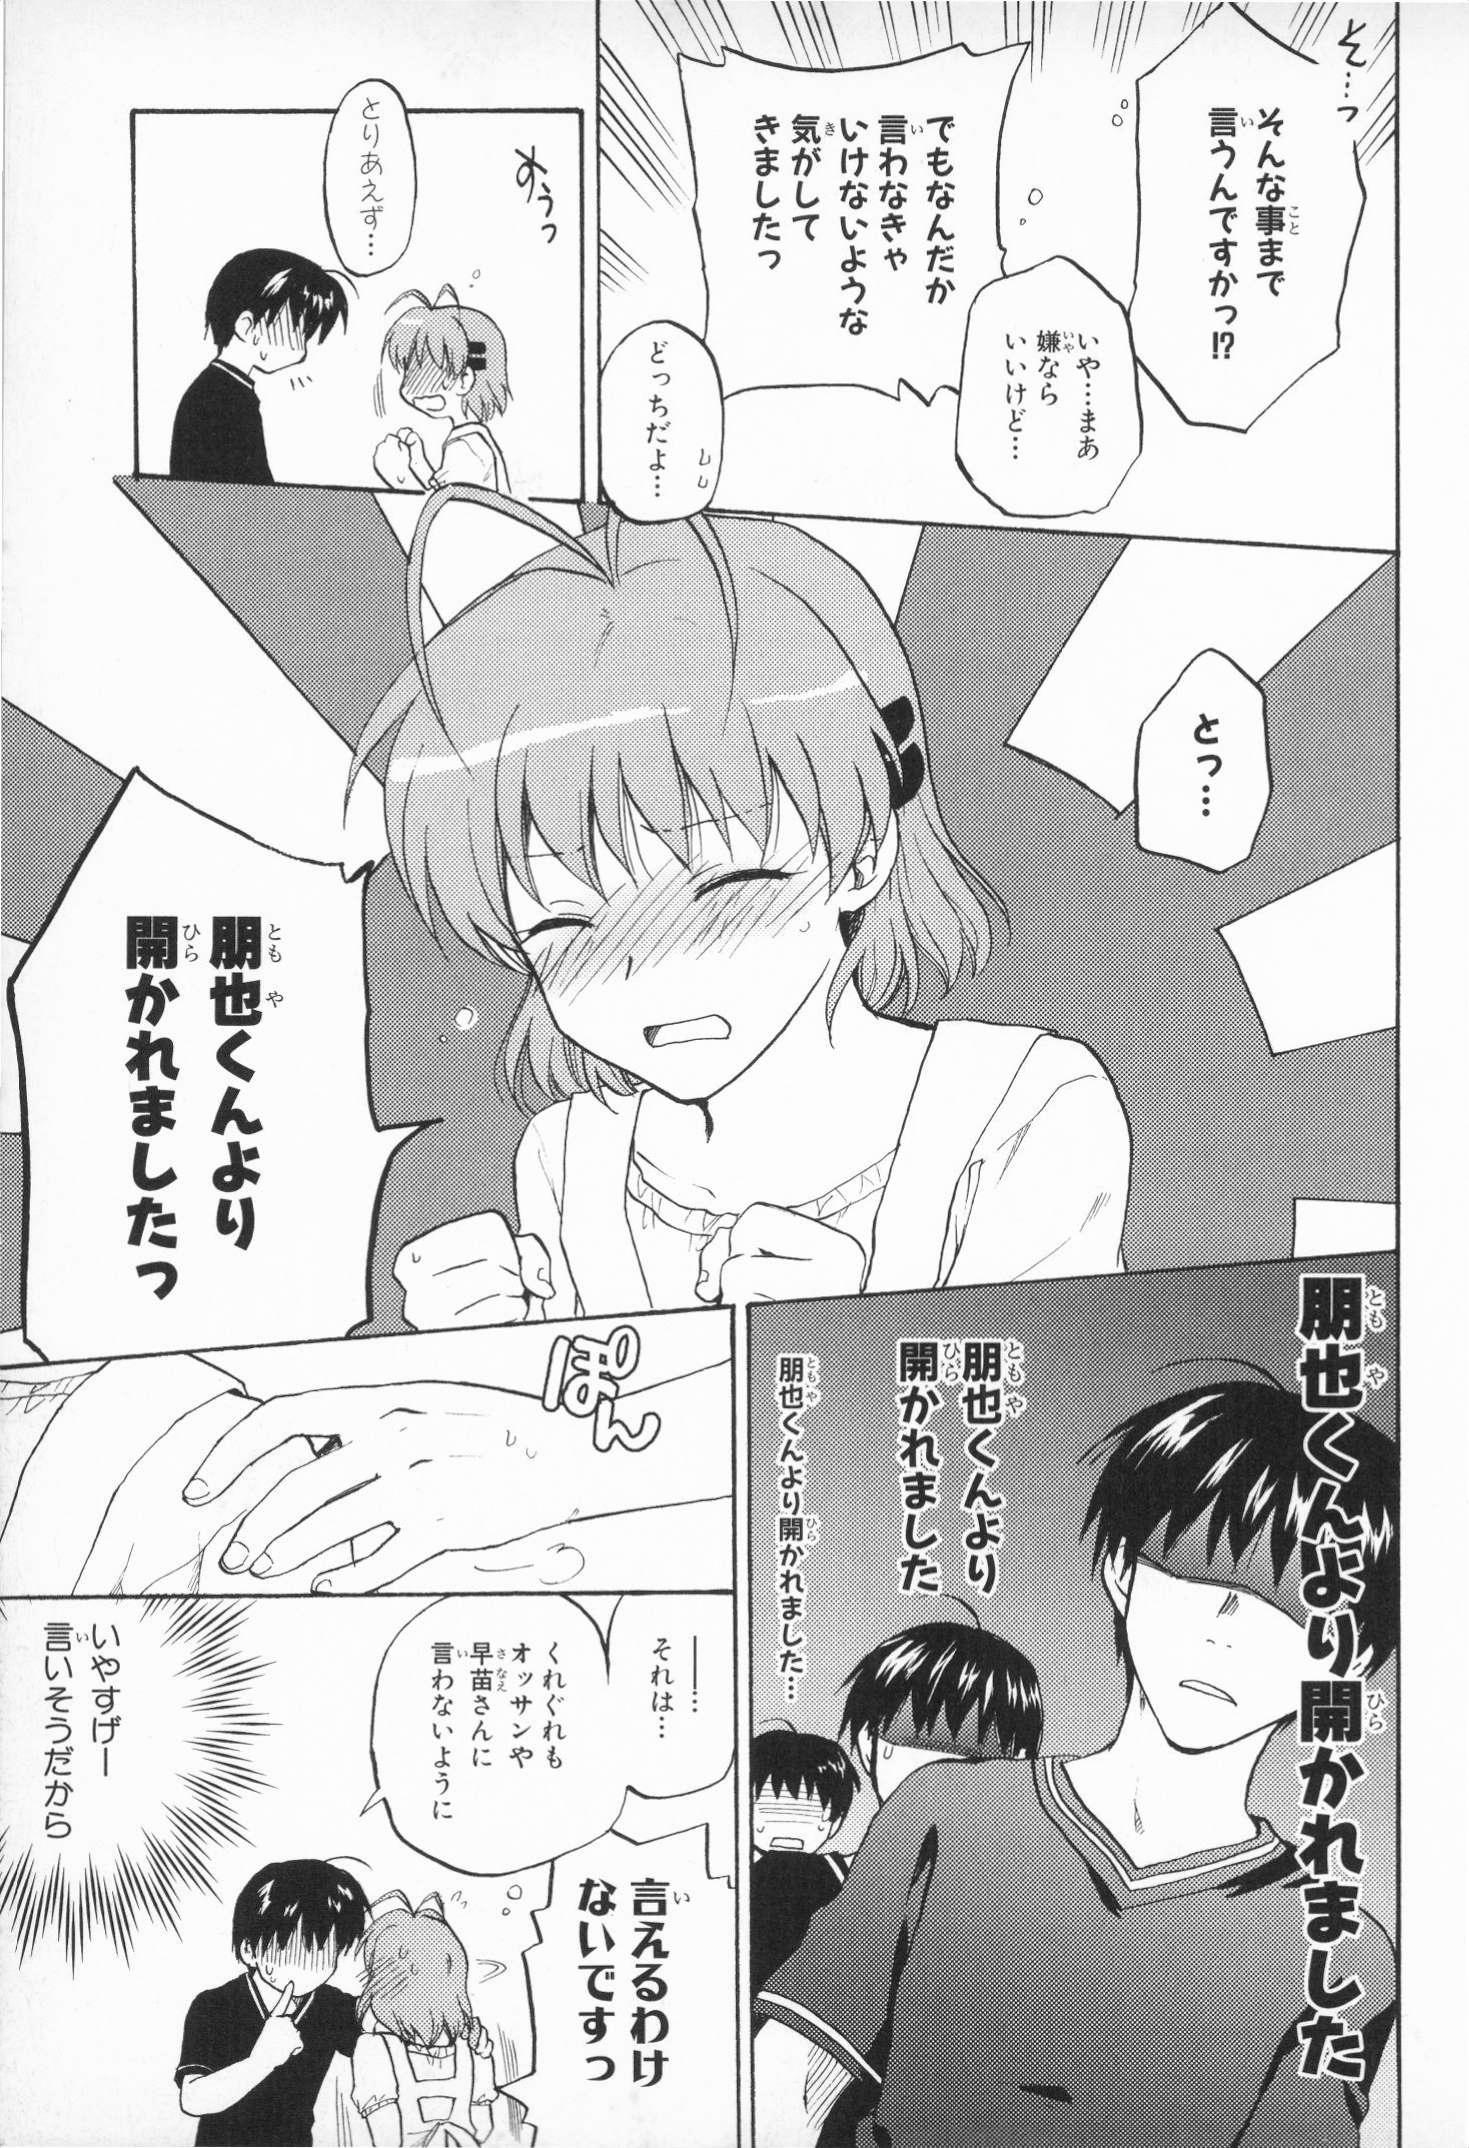 そ…っ
そんな事まで
言うんですかっ!?
いや…まあ
嫌なら
いいけど…
でもなんだか
言わなきゃ
いけないような
気がして
きましたっ
どっちだよ…
すぅっ
とりあえず…
とっ…
朋也くんより
開かれましたっ
朋也くんより開かれました
朋也くんより
開かれました
朋也くんより開かれました…
ぽん
――…
それは…
くれぐれも
オッサンや
早苗さんに
言わないように
言えるわけ
ないですっ
いやすげー
言いそうだから